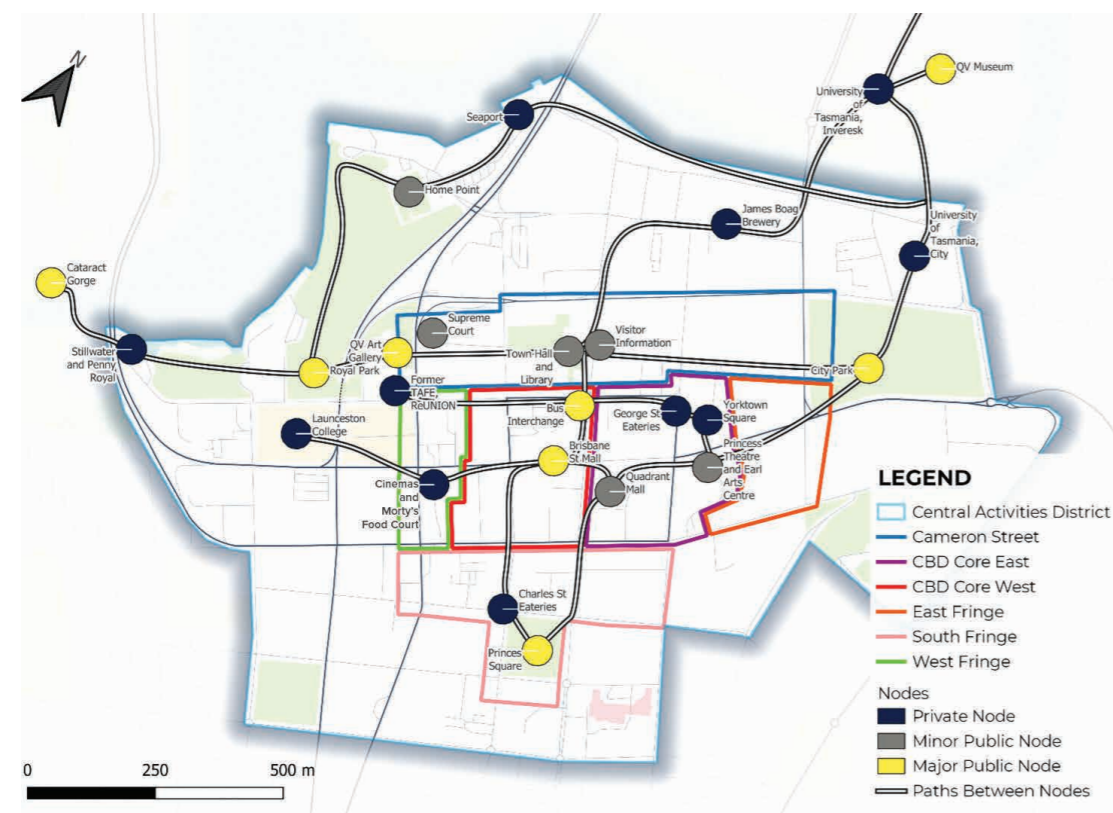 N
QV Museum
University
of
Tasmania,
Inveresk
Seaport
Home Point
James Boag
Brewery
University
of
Tasmania,
City
Cataract
Gorge
Stillwater
and Penny
Royal
Supreme
Court
QV Art
Gallery
Royal Park
Town Hall
and
Library
Visitor
Information
City Park
Former
TAFE,
ReUNION
Bus
Interchange
George St
Eateries
Yorktown
Square
Launceston
College
Brisbane
St Mall
Princess
Theatre
and Earl
Arts
Centre
Quadrant
Mall
Cinemas
and
Morty's
Food Court
Charles St
Eateries
Princes
Square
LEGEND
Central Activities District
Cameron Street
CBD Core East
CBD Core West
East Fringe
South Fringe
West Fringe
Nodes
Private Node
Minor Public Node
Major Public Node
Paths Between Nodes
0 250 500 m